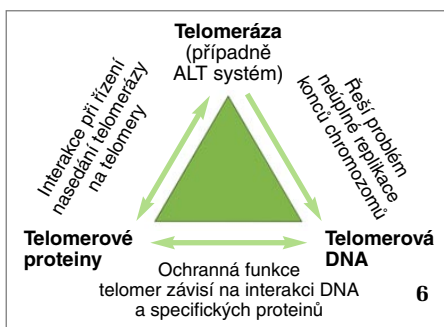 Telomeráza
(případně
ALT systém)
Interakce při řízení
nasedání telomerázy
na telomery
Řeší problém
neúplné replikace
konců chromozomů
Telomerové
proteiny
Telomerová
DNA
Ochranná funkce
telomer závisí na interakci DNA
a specifických proteinů
6